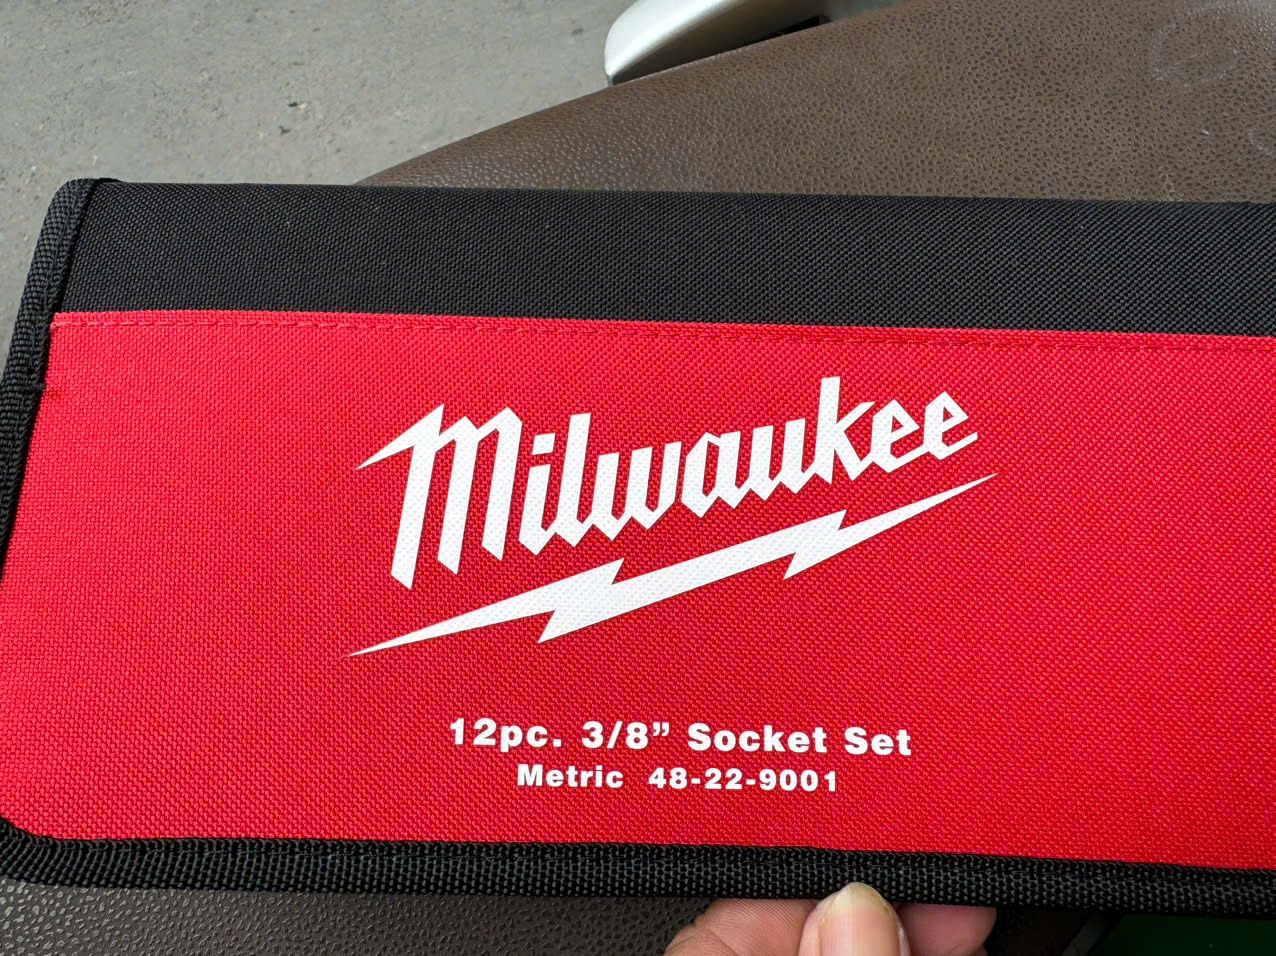 Milwaukee
12pc. 3/8” Socket Set
Metric 48-22-9001